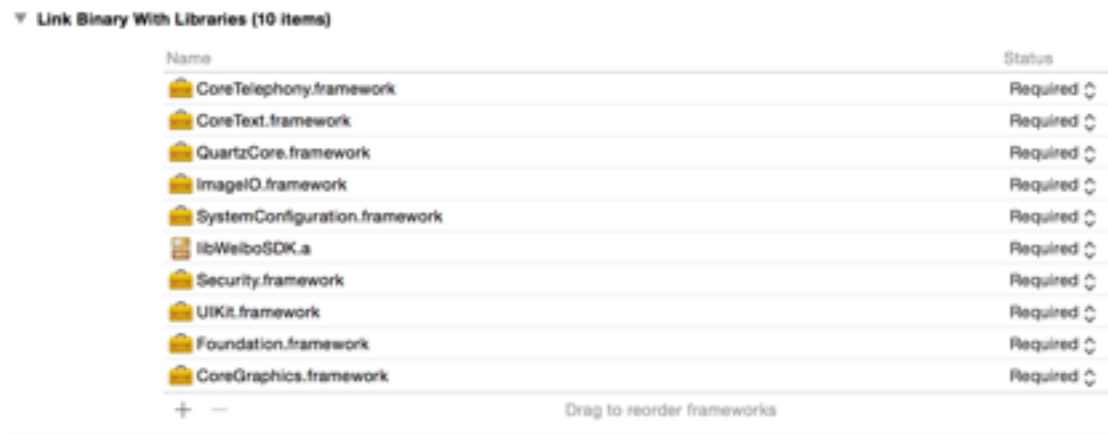 Link Binary With Libraries (10 items)
Name Status
CoreTelephony.framework Required
CoreText.framework Required
QuartzCore.framework Required
ImageIO.framework Required
SystemConfiguration.framework Required
libWeiboSDK.a Required
Security.framework Required
UIKit.framework Required
Foundation.framework Required
CoreGraphics.framework Required
+ − Drag to reorder frameworks